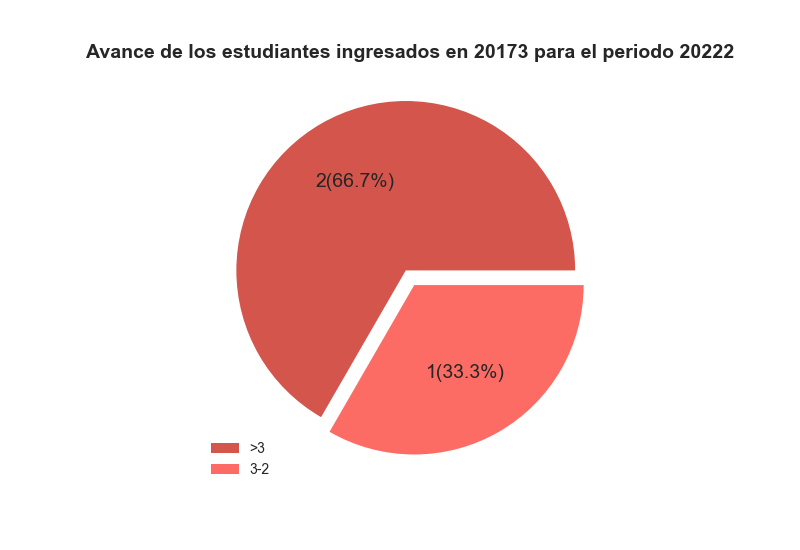 Avance de los estudiantes ingresados en 20173 para el periodo 20222
2(66.7%)
1(33.3%)
>3
3-2